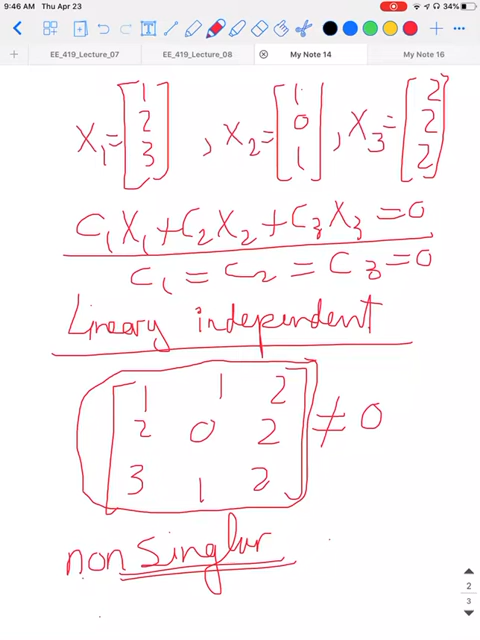 9:46 AM Thu Apr 23 34%
EE_419_Lecture_07 EE_419_Lecture_08 My Note 14 My Note 16
X₁=[1 2 3], X₂=[1 0 1], X₃=[2 2 2]
C₁X₁+C₂X₂+C₃X₃=0
C₁=C₂=C₃=0
Lineary independent
[1 1 2
2 0 2
3 1 2] ≠ 0
non Singlur
2
3